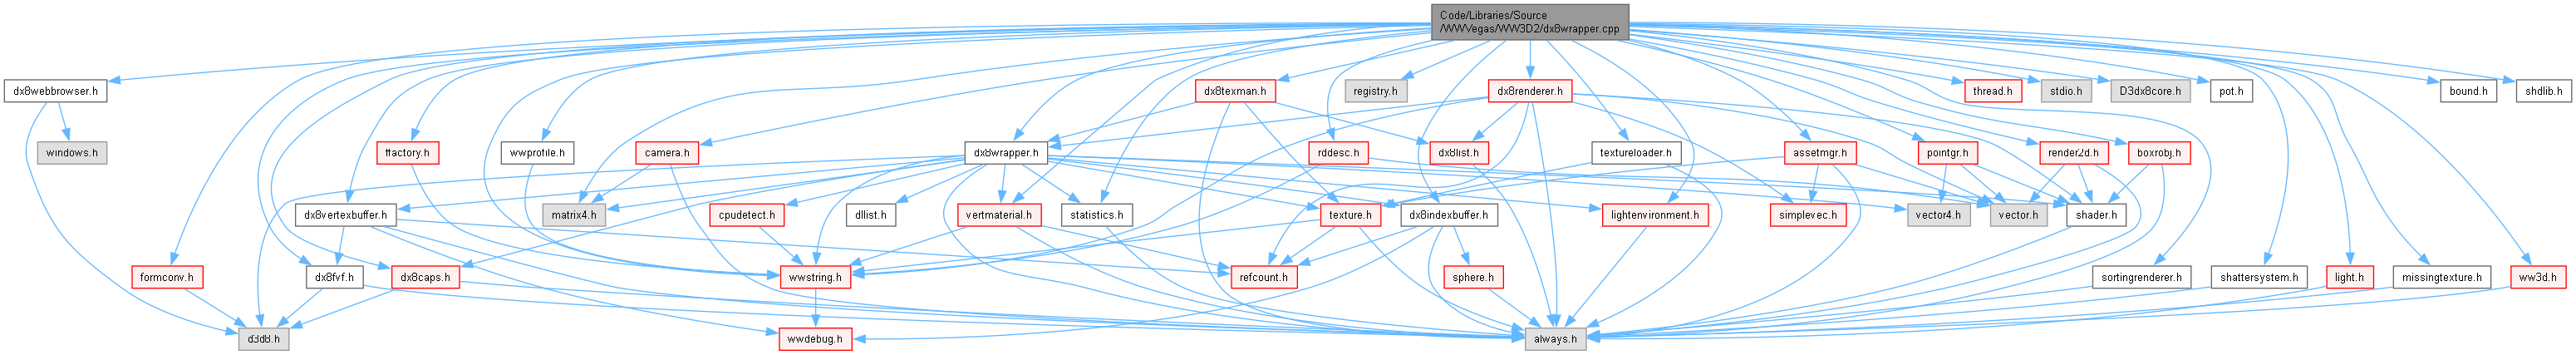 Code/Libraries/Source
/WWVegas/WW3D2/dx8wrapper.cpp
dx8webbrowser.h
dx8texman.h
registry.h
dx8renderer.h
thread.h
stdio.h
D3dx8core.h
pot.h
bound.h
shdlib.h
windows.h
ffactory.h
wwprofile.h
camera.h
dx8wrapper.h
rddesc.h
dx8list.h
textureloader.h
assetmgr.h
pointgr.h
render2d.h
boxrobj.h
dx8vertexbuffer.h
matrix4.h
cpudetect.h
dllist.h
vertmaterial.h
statistics.h
texture.h
dx8indexbuffer.h
lightenvironment.h
simplevec.h
vector4.h
vector.h
shader.h
formconv.h
dx8fvf.h
dx8caps.h
wwstring.h
refcount.h
sphere.h
sortingrenderer.h
shattersystem.h
light.h
missingtexture.h
ww3d.h
d3d8.h
wwdebug.h
always.h